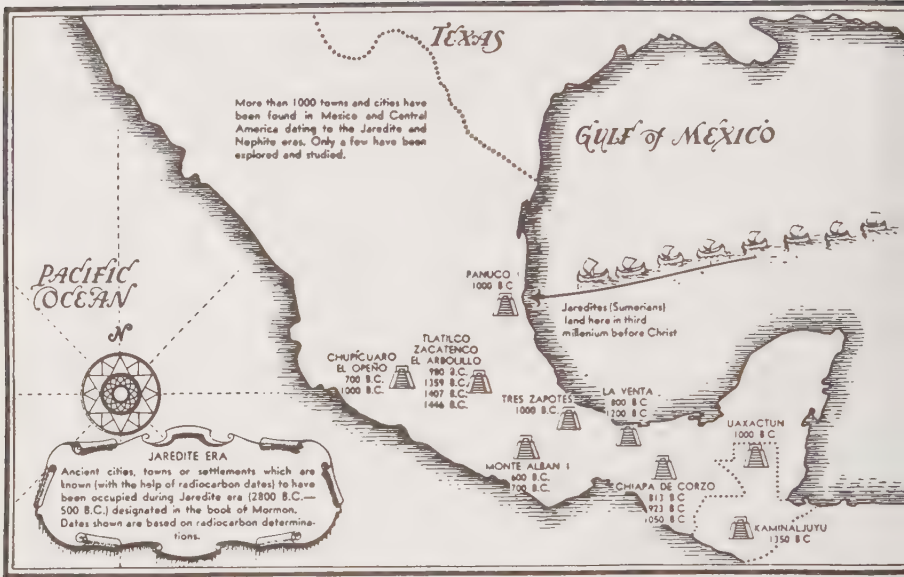 TEXAS
More than 1000 towns and cities have
been found in Mexico and Central
America dating to the Jaredite and
Nephite eras. Only a few have been
explored and studied.
GULF of MEXICO
PACIFIC
OCEAN
N
PANUCO I
1000 B C
Jaredites (Sumerians)
land here in third
millenium before Christ
CHUPICUARO
EL OPEÑO
700 B.C.
1000 B.C.
TLATILCO
ZACATENCO
EL ARBOLILLO
980 B.C.
1359 B.C.
1407 B.C.
1446 B.C.
TRES ZAPOTES
1000 B.C.
LA VENTA
800 B C
1200 B C
UAXACTUN
1000 B C
MONTE ALBAN I
600 B.C.
700 B.C.
CHIAPA DE CORZO
813 B C
923 B C
1050 B C
KAMINALJUYU
1350 B C
JAREDITE ERA
Ancient cities, towns or settlements which are
known (with the help of radiocarbon dates) to have
been occupied during Jaredite era (2800 B.C.—
500 B.C.) designated in the book of Mormon.
Dates shown are based on radiocarbon determina-
tions.